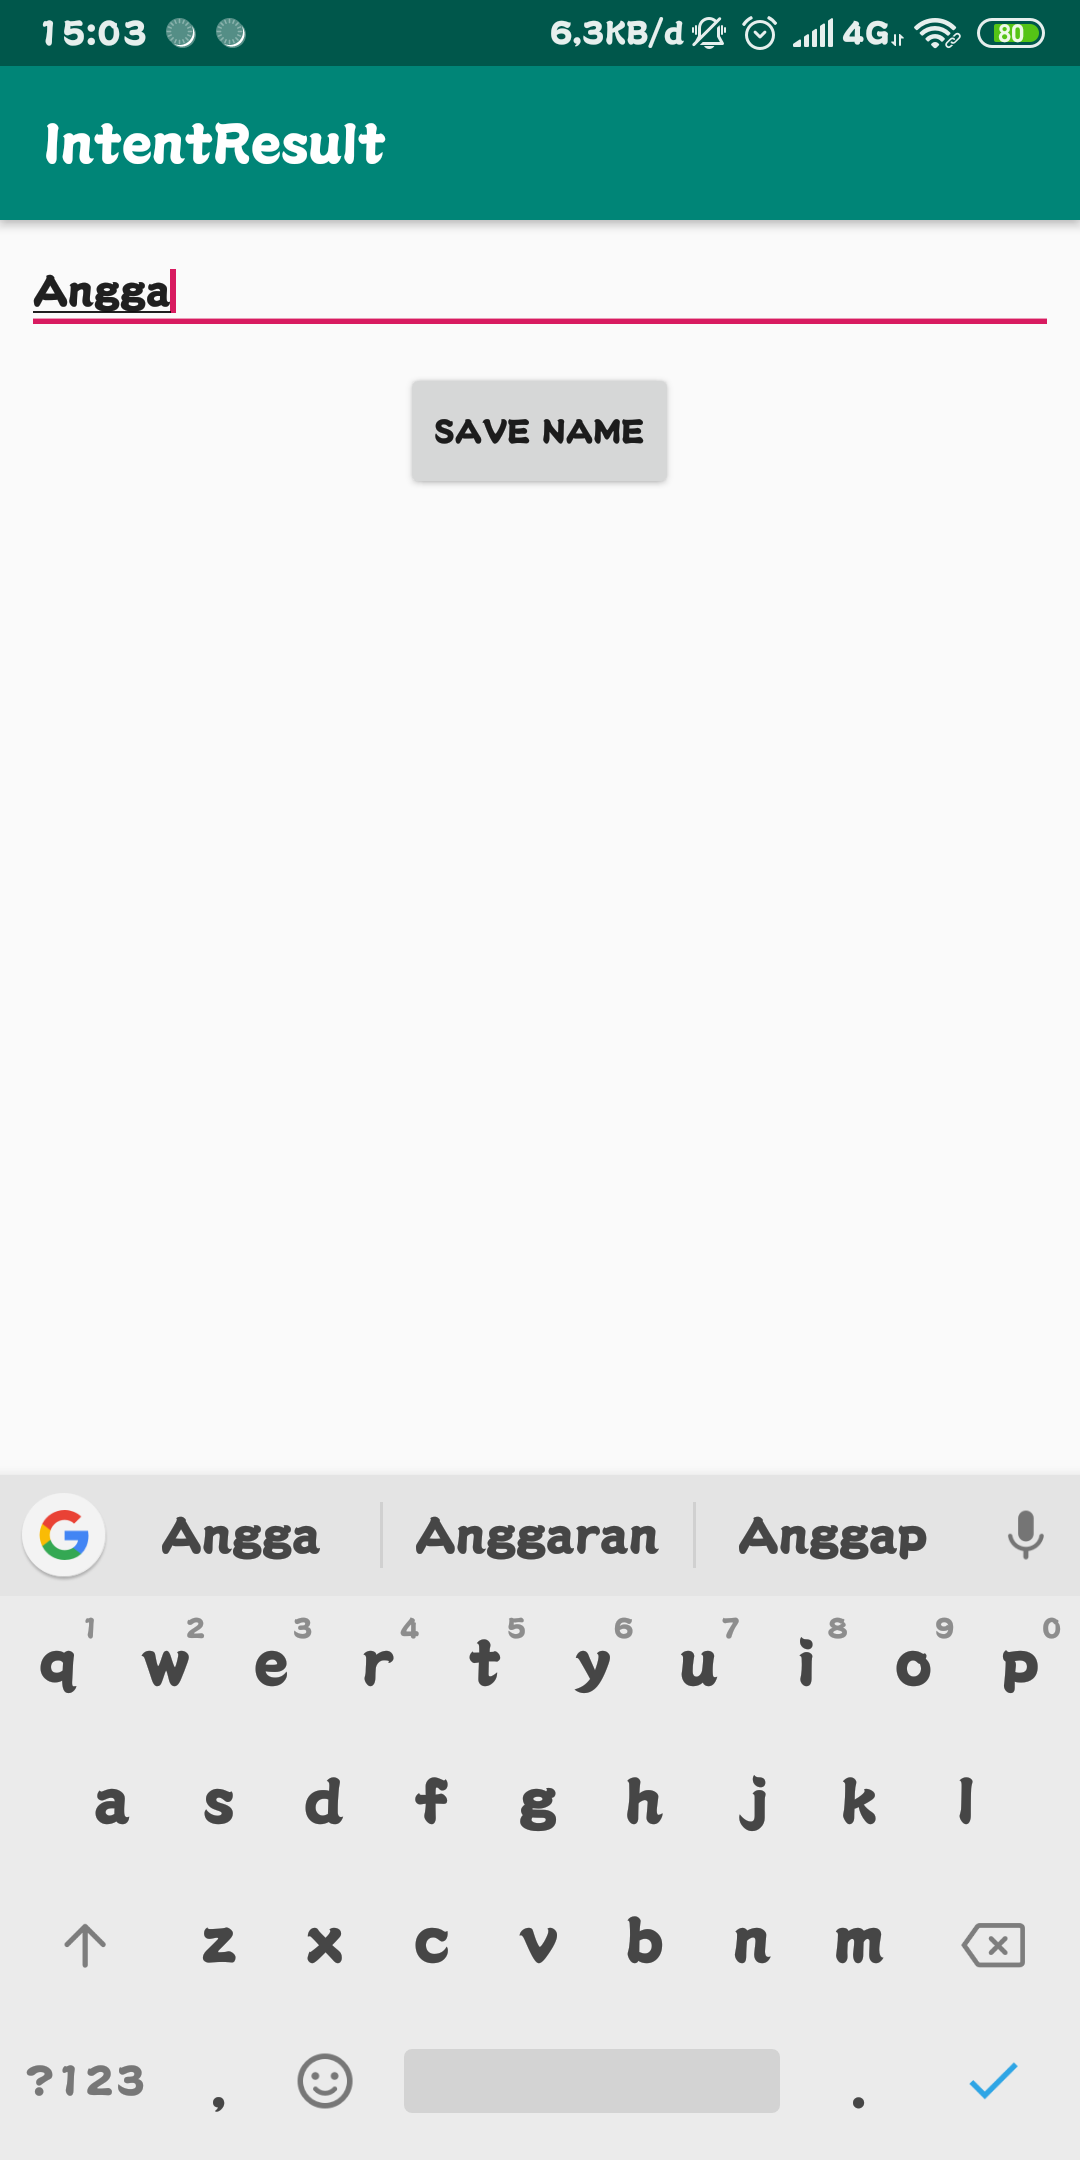 15:03 6,3KB/d 4G 80
IntentResult
Angga
SAVE NAME
Angga Anggaran Anggap
1 2 3 4 5 6 7 8 9 0
q w e r t y u i o p
a s d f g h j k l
z x c v b n m
?123 , .